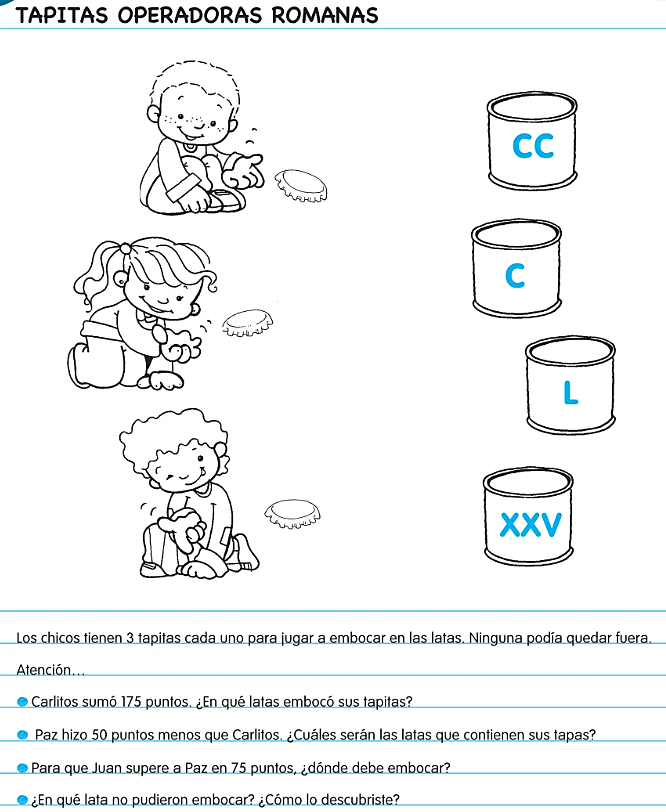 TAPITAS OPERADORAS ROMANAS
CC
C
L
XXV
Los chicos tienen 3 tapitas cada uno para jugar a embocar en las latas. Ninguna podía quedar fuera.
Atención...
Carlitos sumó 175 puntos. ¿En qué latas embocó sus tapitas?
Paz hizo 50 puntos menos que Carlitos. ¿Cuáles serán las latas que contienen sus tapas?
Para que Juan supere a Paz en 75 puntos, ¿dónde debe embocar?
¿En qué lata no pudieron embocar? ¿Cómo lo descubriste?